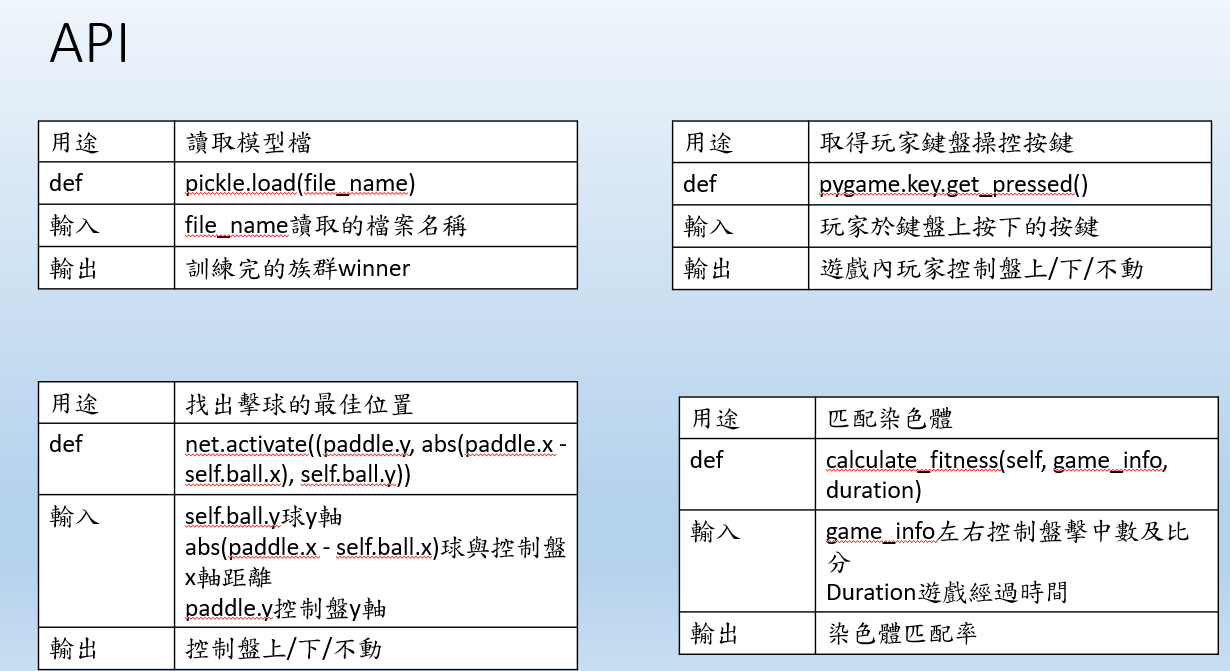 API
用途 讀取模型檔
def pickle.load(file_name)
輸入 file_name讀取的檔案名稱
輸出 訓練完的族群winner
用途 取得玩家鍵盤操控按鍵
def pygame.key.get_pressed()
輸入 玩家於鍵盤上按下的按鍵
輸出 遊戲內玩家控制盤上/下/不動
用途 找出擊球的最佳位置
def net.activate((paddle.y, abs(paddle.x -
self.ball.x), self.ball.y))
輸入 self.ball.y球y軸
abs(paddle.x - self.ball.x)球與控制盤
x軸距離
paddle.y控制盤y軸
輸出 控制盤上/下/不動
用途 匹配染色體
def calculate_fitness(self, game_info,
duration)
輸入 game_info左右控制盤擊中數及比
分
Duration遊戲經過時間
輸出 染色體匹配率